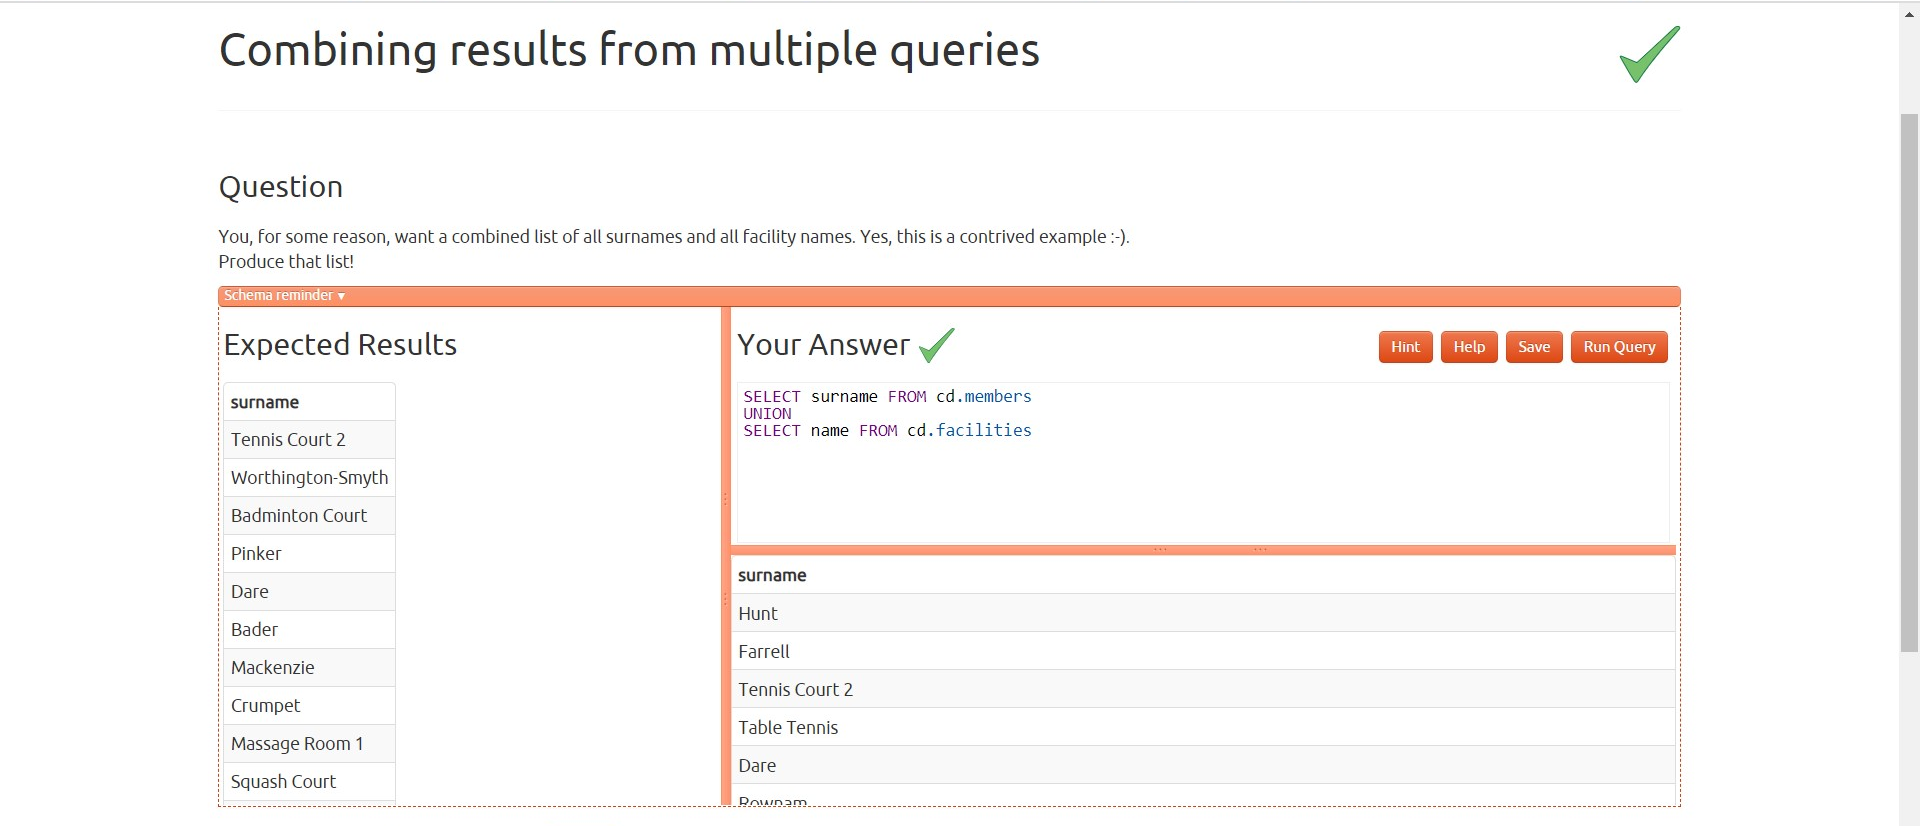 Combining results from multiple queries
Question
You, for some reason, want a combined list of all surnames and all facility names. Yes, this is a contrived example :-).
Produce that list!
Schema reminder ▾
Expected Results
surname
Tennis Court 2
Worthington-Smyth
Badminton Court
Pinker
Dare
Bader
Mackenzie
Crumpet
Massage Room 1
Squash Court
Your Answer
Hint Help Save Run Query
SELECT surname FROM cd.members
UNION
SELECT name FROM cd.facilities
surname
Hunt
Farrell
Tennis Court 2
Table Tennis
Dare
Rownam